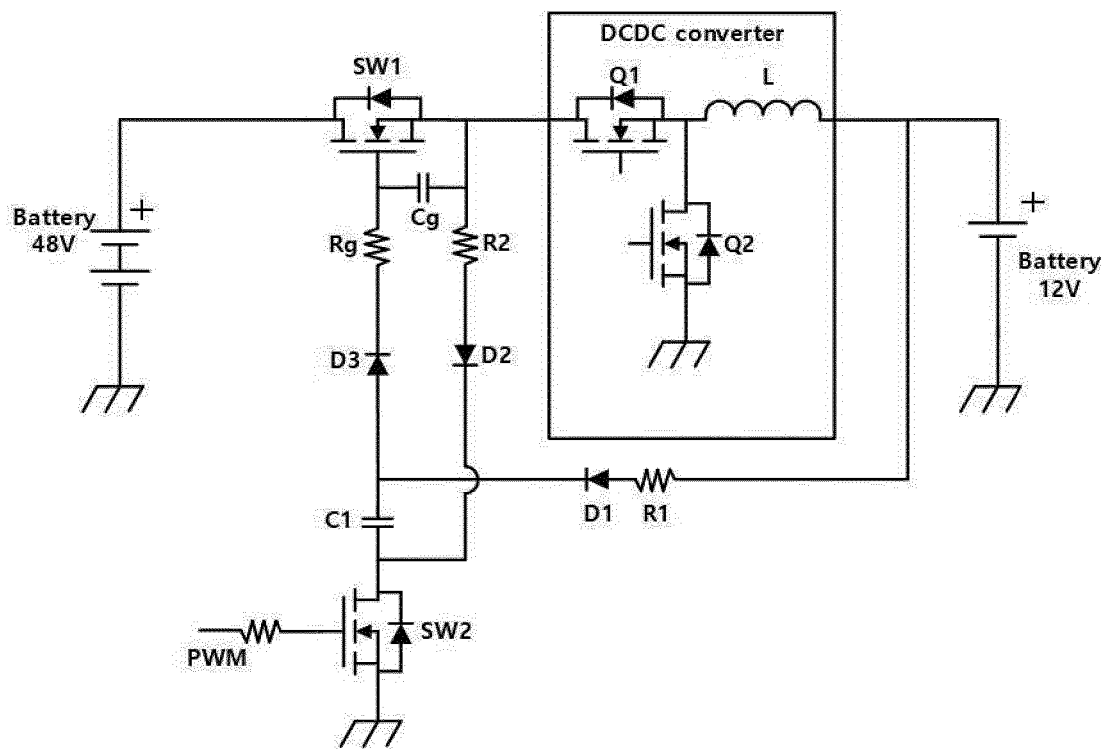 DCDC converter
SW1
Q1
L
Battery
48V
+
Cg
Rg
R2
Q2
+
Battery
12V
D3
D2
C1
D1
R1
SW2
PWM